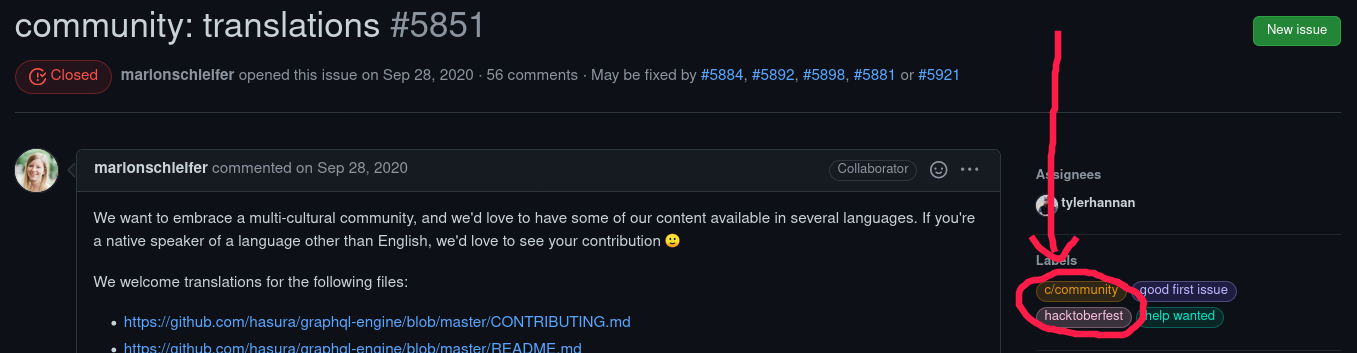 community: translations #5851
New issue
Closed marionschleifer opened this issue on Sep 28, 2020 · 56 comments · May be fixed by #5884, #5892, #5898, #5881 or #5921
marionschleifer commented on Sep 28, 2020
Collaborator
We want to embrace a multi-cultural community, and we'd love to have some of our content available in several languages. If you're
a native speaker of a language other than English, we'd love to see your contribution 🙂
We welcome translations for the following files:
• https://github.com/hasura/graphql-engine/blob/master/CONTRIBUTING.md
• https://github.com/hasura/graphql-engine/blob/master/README.md
Assignees
tylerhannan
Labels
c/community good first issue
hacktoberfest help wanted